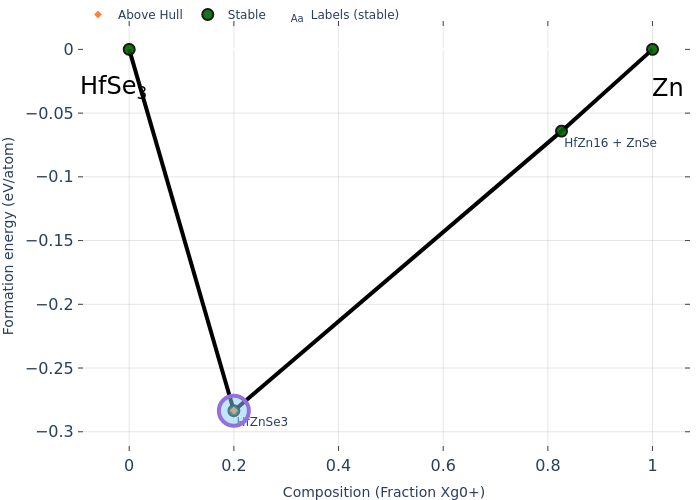 Above Hull Stable Aa Labels (stable)
0
−0.05
−0.1
−0.15
−0.2
−0.25
−0.3
Formation energy (eV/atom)
HfSe3
Zn
HfZn16 + ZnSe
HfZnSe3
0 0.2 0.4 0.6 0.8 1
Composition (Fraction Xg0+)